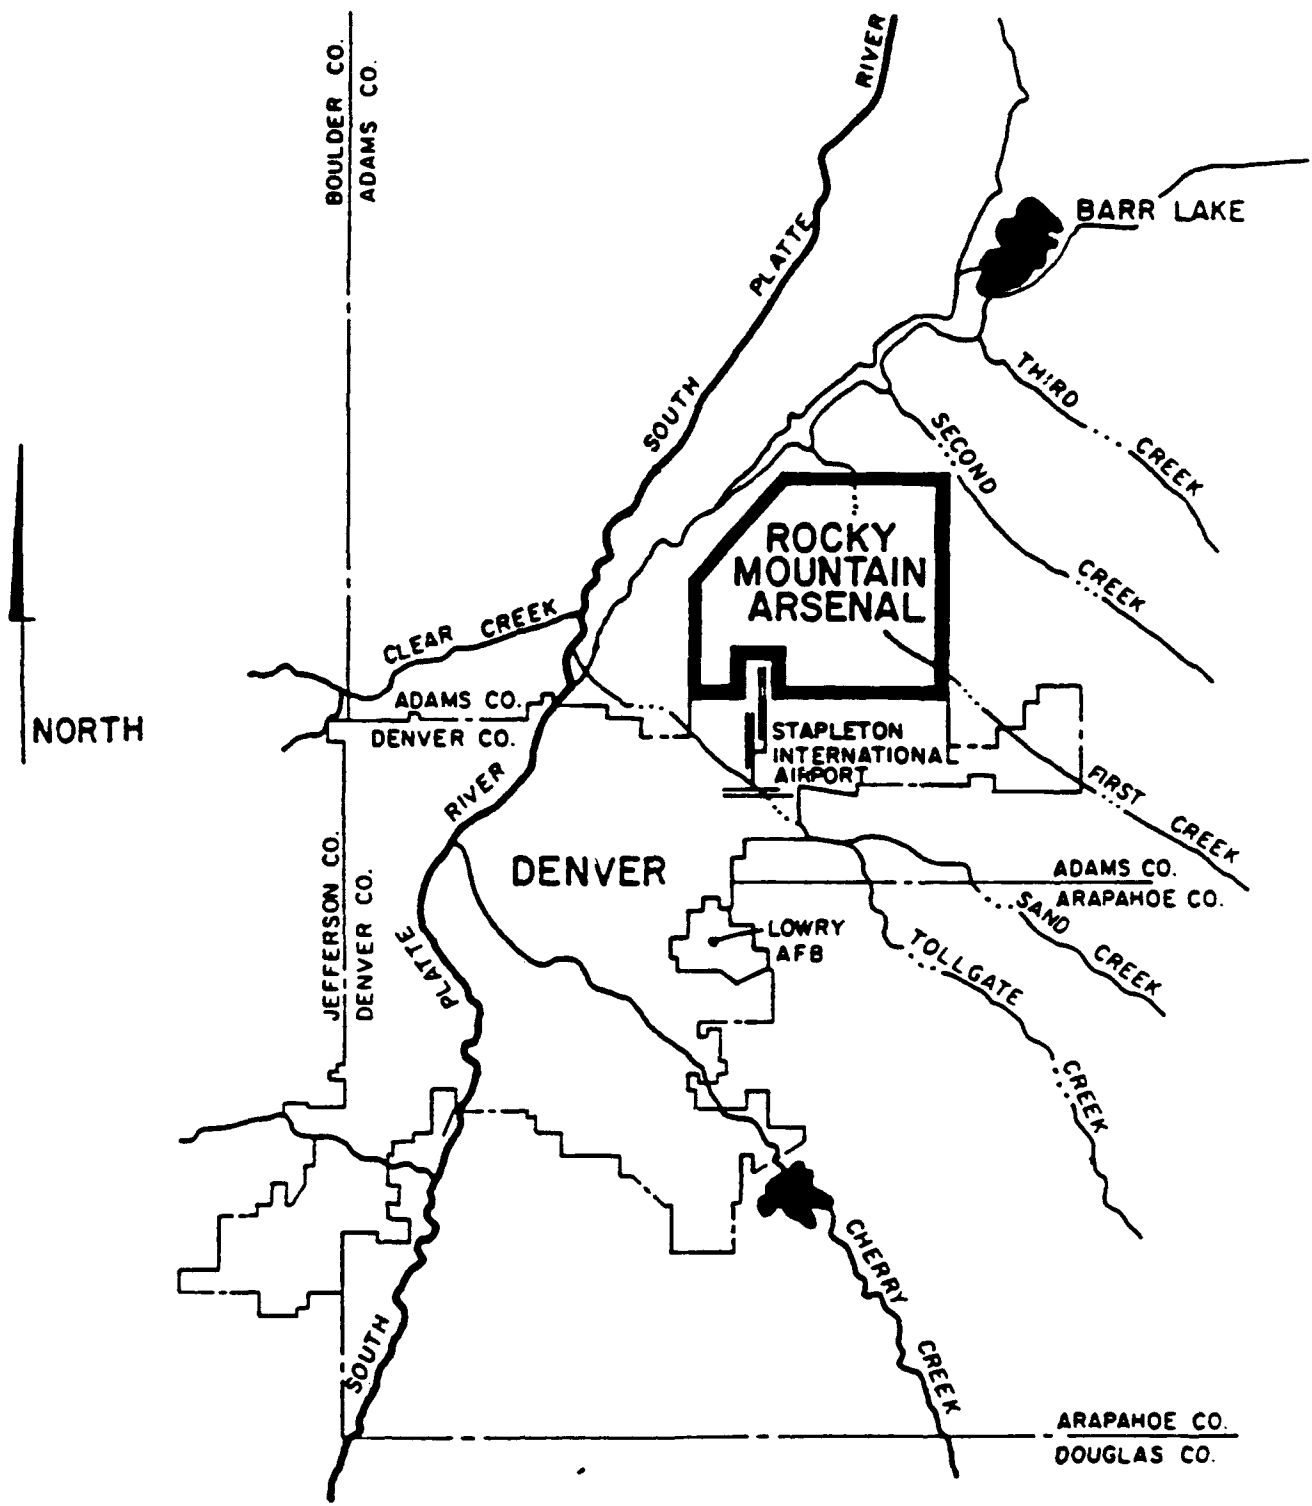 BOULDER CO.
ADAMS CO.
RIVER
PLATTE
SOUTH
BARR LAKE
THIRD
CREEK
SECOND
CREEK
ROCKY
MOUNTAIN
ARSENAL
CLEAR CREEK
ADAMS CO.
DENVER CO.
NORTH
STAPLETON
INTERNATIONAL
AIRPORT
FIRST
CREEK
RIVER
PLATTE
SOUTH
JEFFERSON CO.
DENVER CO.
DENVER
ADAMS CO.
ARAPAHOE CO.
LOWRY
AFB
SAND
CREEK
TOLLGATE
CREEK
CHERRY
CREEK
ARAPAHOE CO.
DOUGLAS CO.